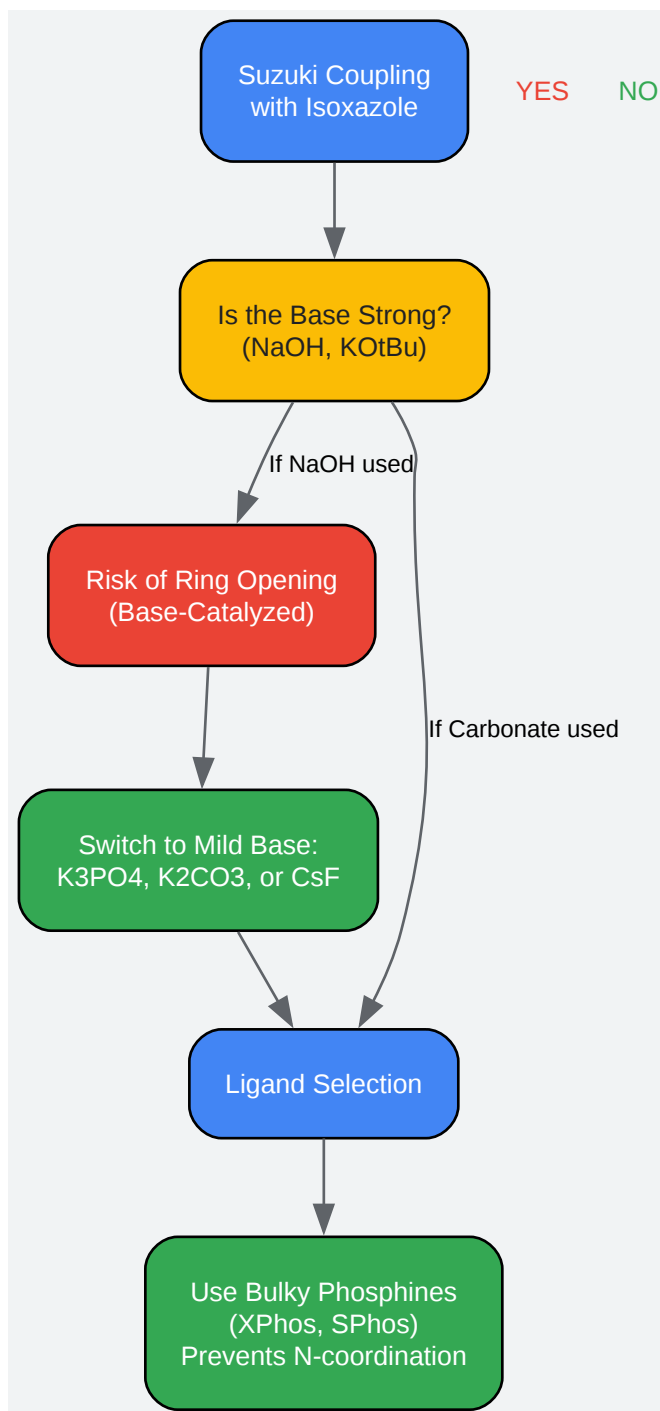 Suzuki Coupling
with Isoxazole
YES
NO
Is the Base Strong?
(NaOH, KOtBu)
If NaOH used
Risk of Ring Opening
(Base-Catalyzed)
If Carbonate used
Switch to Mild Base:
K3PO4, K2CO3, or CsF
Ligand Selection
Use Bulky Phosphines
(XPhos, SPhos)
Prevents N-coordination